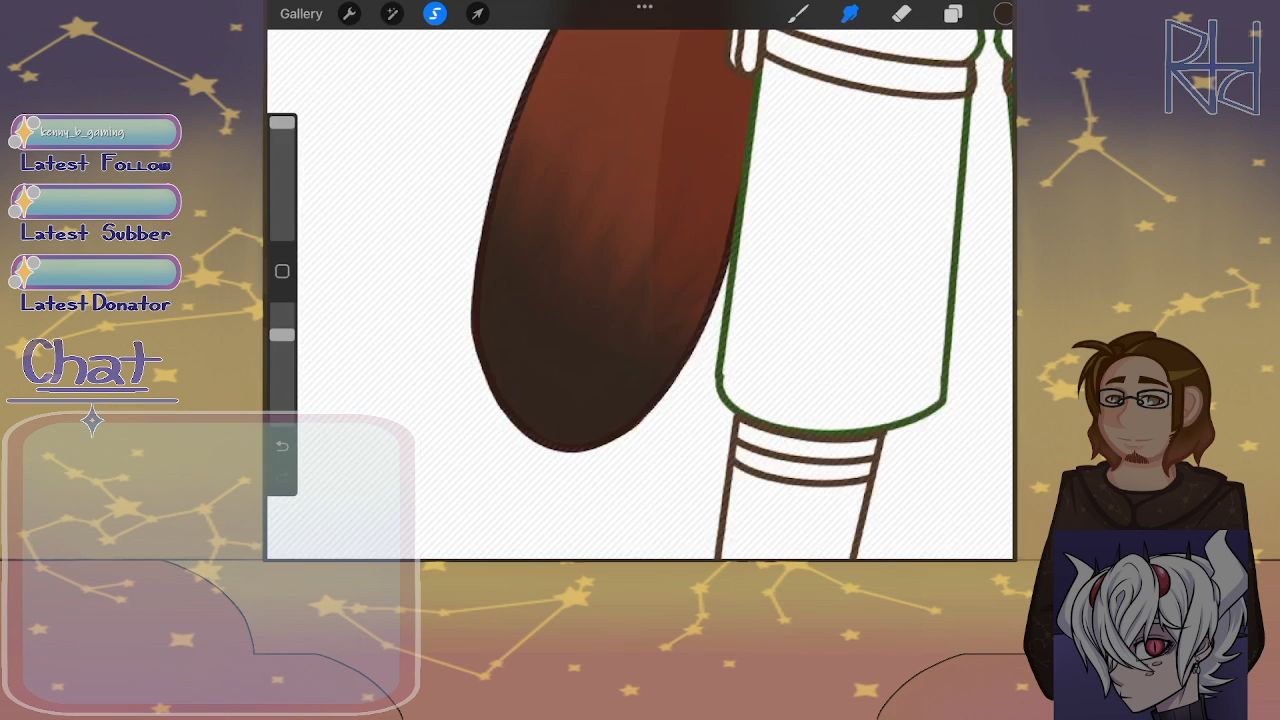 Gallery
kenny_b_gaming
Latest Follow
Latest Subber
Latest Donator
Chat